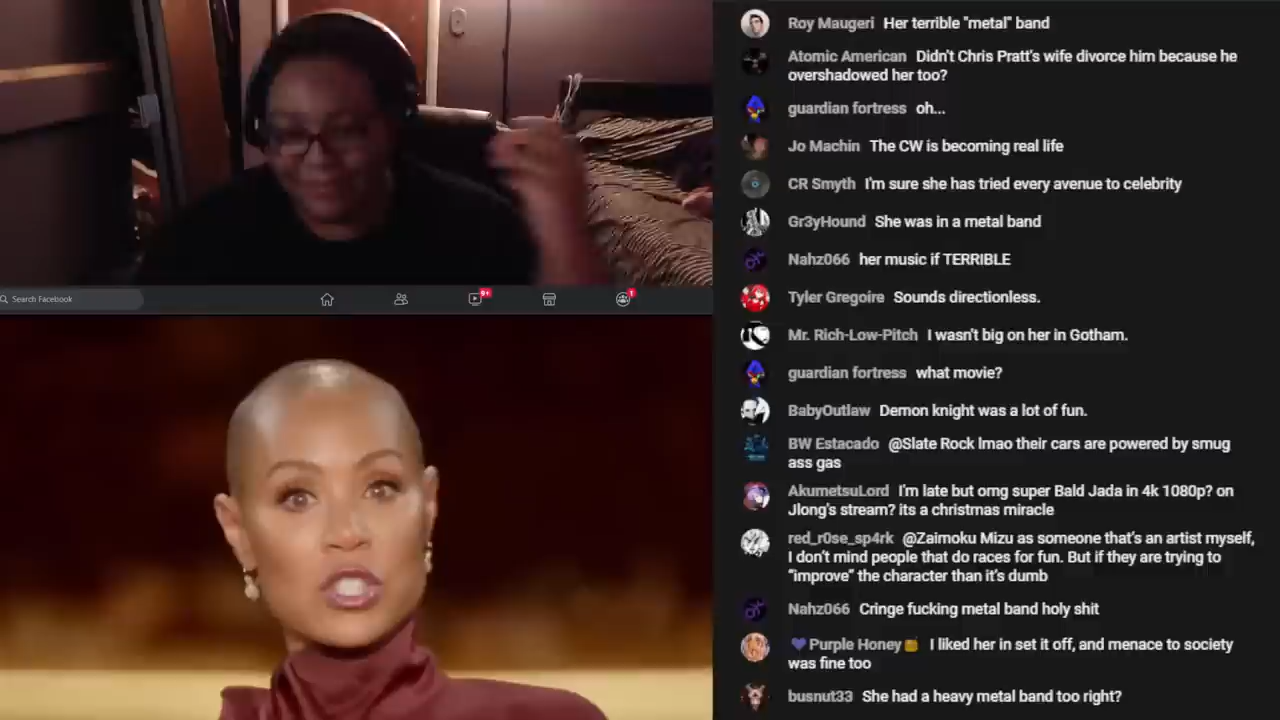 Search Facebook
9+
1
Roy Maugeri Her terrible "metal" band
Atomic American Didn't Chris Pratt's wife divorce him because he
overshadowed her too?
guardian fortress oh...
Jo Machin The CW is becoming real life
CR Smyth I'm sure she has tried every avenue to celebrity
Gr3yHound She was in a metal band
Nahz066 her music if TERRIBLE
Tyler Gregoire Sounds directionless.
Mr. Rich-Low-Pitch I wasn't big on her in Gotham.
guardian fortress what movie?
BabyOutlaw Demon knight was a lot of fun.
BW Estacado @Slate Rock lmao their cars are powered by smug
ass gas
AkumetsuLord I'm late but omg super Bald Jada in 4k 1080p? on
Jlong's stream? its a christmas miracle
red_r0se_sp4rk @Zaimoku Mizu as someone that's an artist myself,
I don't mind people that do races for fun. But if they are trying to
"improve" the character than it's dumb
Nahz066 Cringe fucking metal band holy shit
💜Purple Honey🍯 I liked her in set it off, and menace to society
was fine too
busnut33 She had a heavy metal band too right?